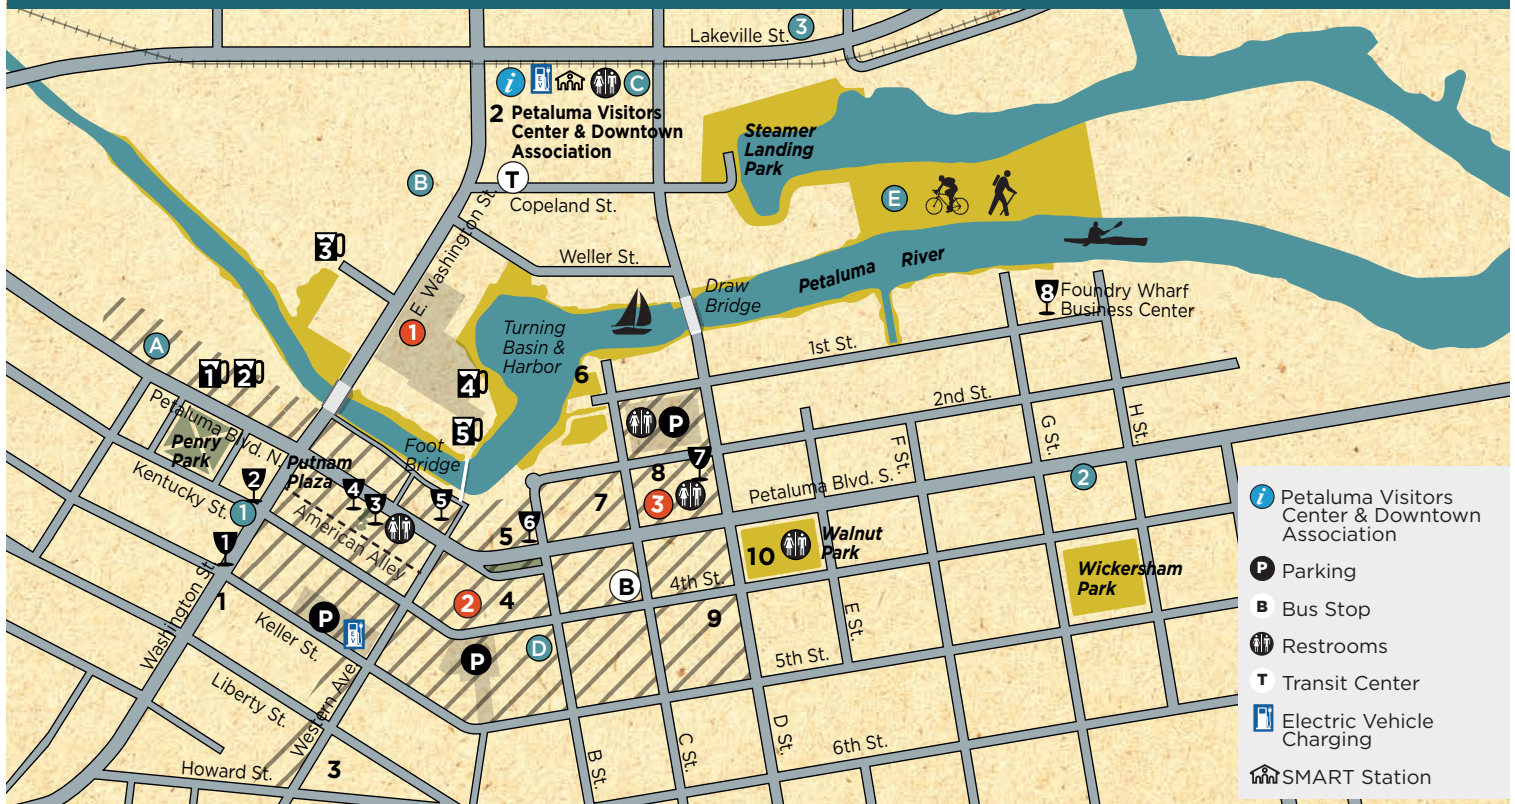 Lakeville St.
3
i
EV
C
2 Petaluma Visitors
Center & Downtown
Association
Steamer
Landing
Park
B
T
Copeland St.
E
E. Washington St.
3
Weller St.
Petaluma River
Draw
Bridge
8 Foundry Wharf
Business Center
1
Turning
Basin &
Harbor
A
1
2
4
6
1st St.
2nd St.
Petaluma Blvd. N.
Penry
Park
5
Foot
Bridge
P
F St.
G St.
H St.
Kentucky St.
Putnam
Plaza
2
4
3
5
8
7
Petaluma Blvd. S.
2
1
American Alley
7
3
6
5
1
Washington St.
1
10
Walnut
Park
B
4th St.
Wickersham
Park
2
4
9
E St.
P
EV
Keller St.
P
D
5th St.
Liberty St.
Western Ave.
D St.
C St.
B St.
6th St.
Howard St.
3
i Petaluma Visitors
Center & Downtown
Association
P Parking
B Bus Stop
Restrooms
T Transit Center
EV Electric Vehicle
Charging
SMART Station